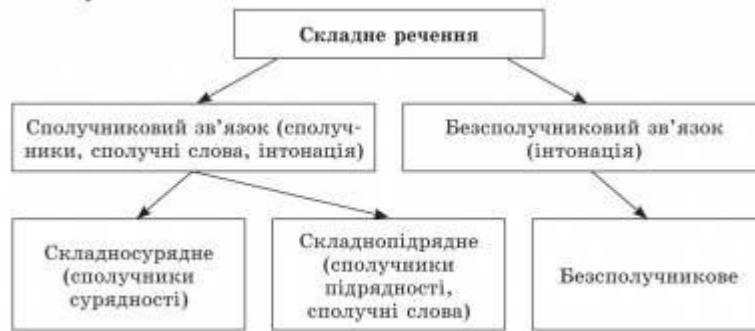 Складне речення
Сполучниковий зв’язок (сполуч-
ники, сполучні слова, інтонація)
Безсполучниковий зв’язок
(інтонація)
Складносурядне
(сполучники
сурядності)
Складнопідрядне
(сполучники
підрядності,
сполучні слова)
Безсполучникове